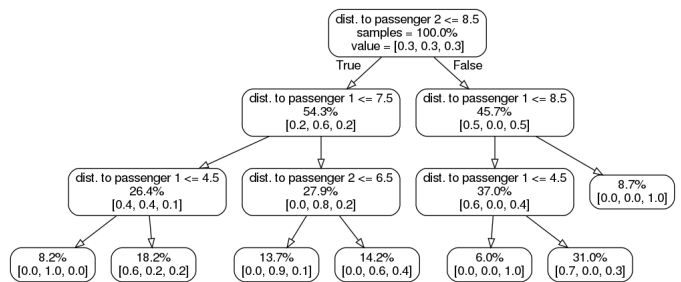 dist. to passenger 2 <= 8.5
samples = 100.0%
value = [0.3, 0.3, 0.3]
True
False
dist. to passenger 1 <= 7.5
54.3%
[0.2, 0.6, 0.2]
dist. to passenger 1 <= 8.5
45.7%
[0.5, 0.0, 0.5]
dist. to passenger 1 <= 4.5
26.4%
[0.4, 0.4, 0.1]
dist. to passenger 2 <= 6.5
27.9%
[0.0, 0.8, 0.2]
dist. to passenger 1 <= 4.5
37.0%
[0.6, 0.0, 0.4]
8.7%
[0.0, 0.0, 1.0]
8.2%
[0.0, 1.0, 0.0]
18.2%
[0.6, 0.2, 0.2]
13.7%
[0.0, 0.9, 0.1]
14.2%
[0.0, 0.6, 0.4]
6.0%
[0.0, 0.0, 1.0]
31.0%
[0.7, 0.0, 0.3]